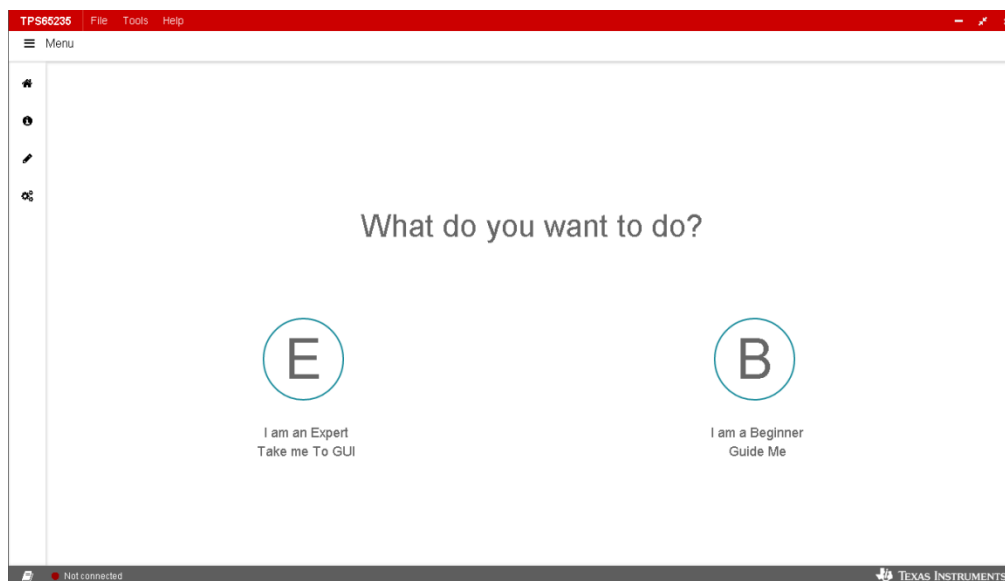 TPS65235 File Tools Help
Menu
What do you want to do?
E
B
I am an Expert
Take me To GUI
I am a Beginner
Guide Me
Not connected
TEXAS INSTRUMENTS